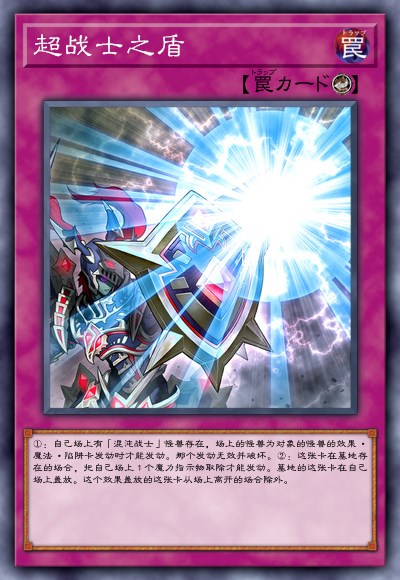 超战士之盾
トラップ
罠
トラップ
【罠カード】
①：自己场上有「混沌战士」怪兽存在，场上的怪兽为对象的怪兽的效果·
魔法·陷阱卡发动时才能发动。那个发动无效并破坏。②：这张卡在墓地存
在的场合，把自己场上1个魔力指示物取除才能发动。墓地的这张卡在自己
场上盖放。这个效果盖放的这张卡从场上离开的场合除外。